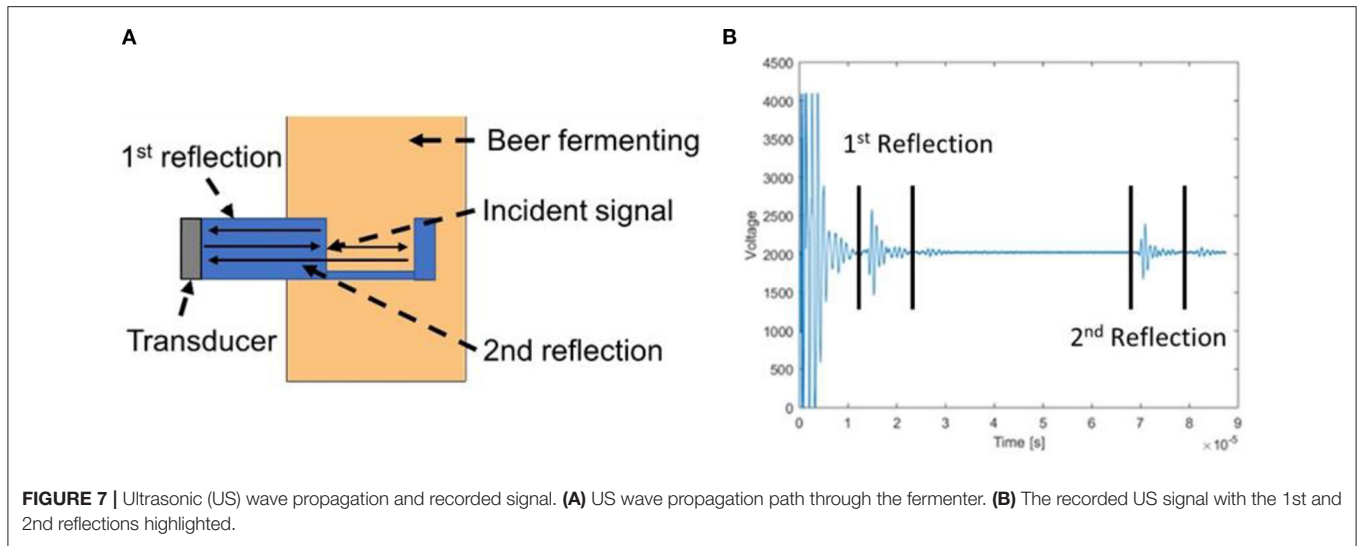 A
1st reflection
Beer fermenting
Incident signal
Transducer
2nd reflection
B
4500
4000
3500
3000
2500
2000
1500
1000
500
0
Voltage
1st Reflection
2nd Reflection
0 1 2 3 4 5 6 7 8 9
Time [s]
×10-5
FIGURE 7 | Ultrasonic (US) wave propagation and recorded signal. (A) US wave propagation path through the fermenter. (B) The recorded US signal with the 1st and
2nd reflections highlighted.